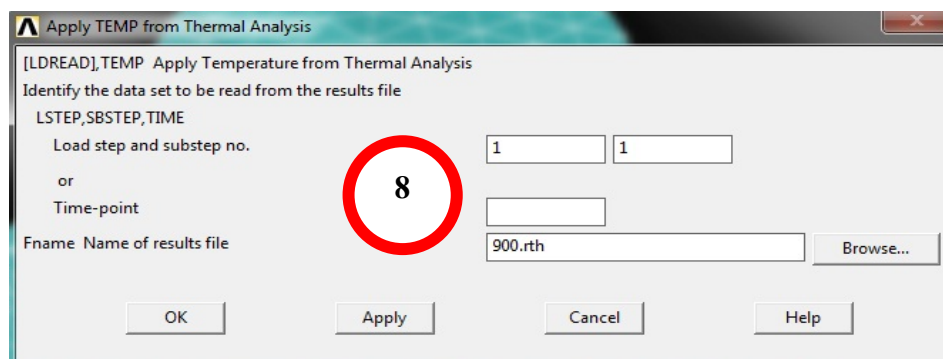 Apply TEMP from Thermal Analysis
[LDREAD],TEMP Apply Temperature from Thermal Analysis
Identify the data set to be read from the results file
LSTEP,SBSTEP,TIME
Load step and substep no. 1 1
or
8
Time-point
Fname Name of results file 900.rth Browse...
OK Apply Cancel Help